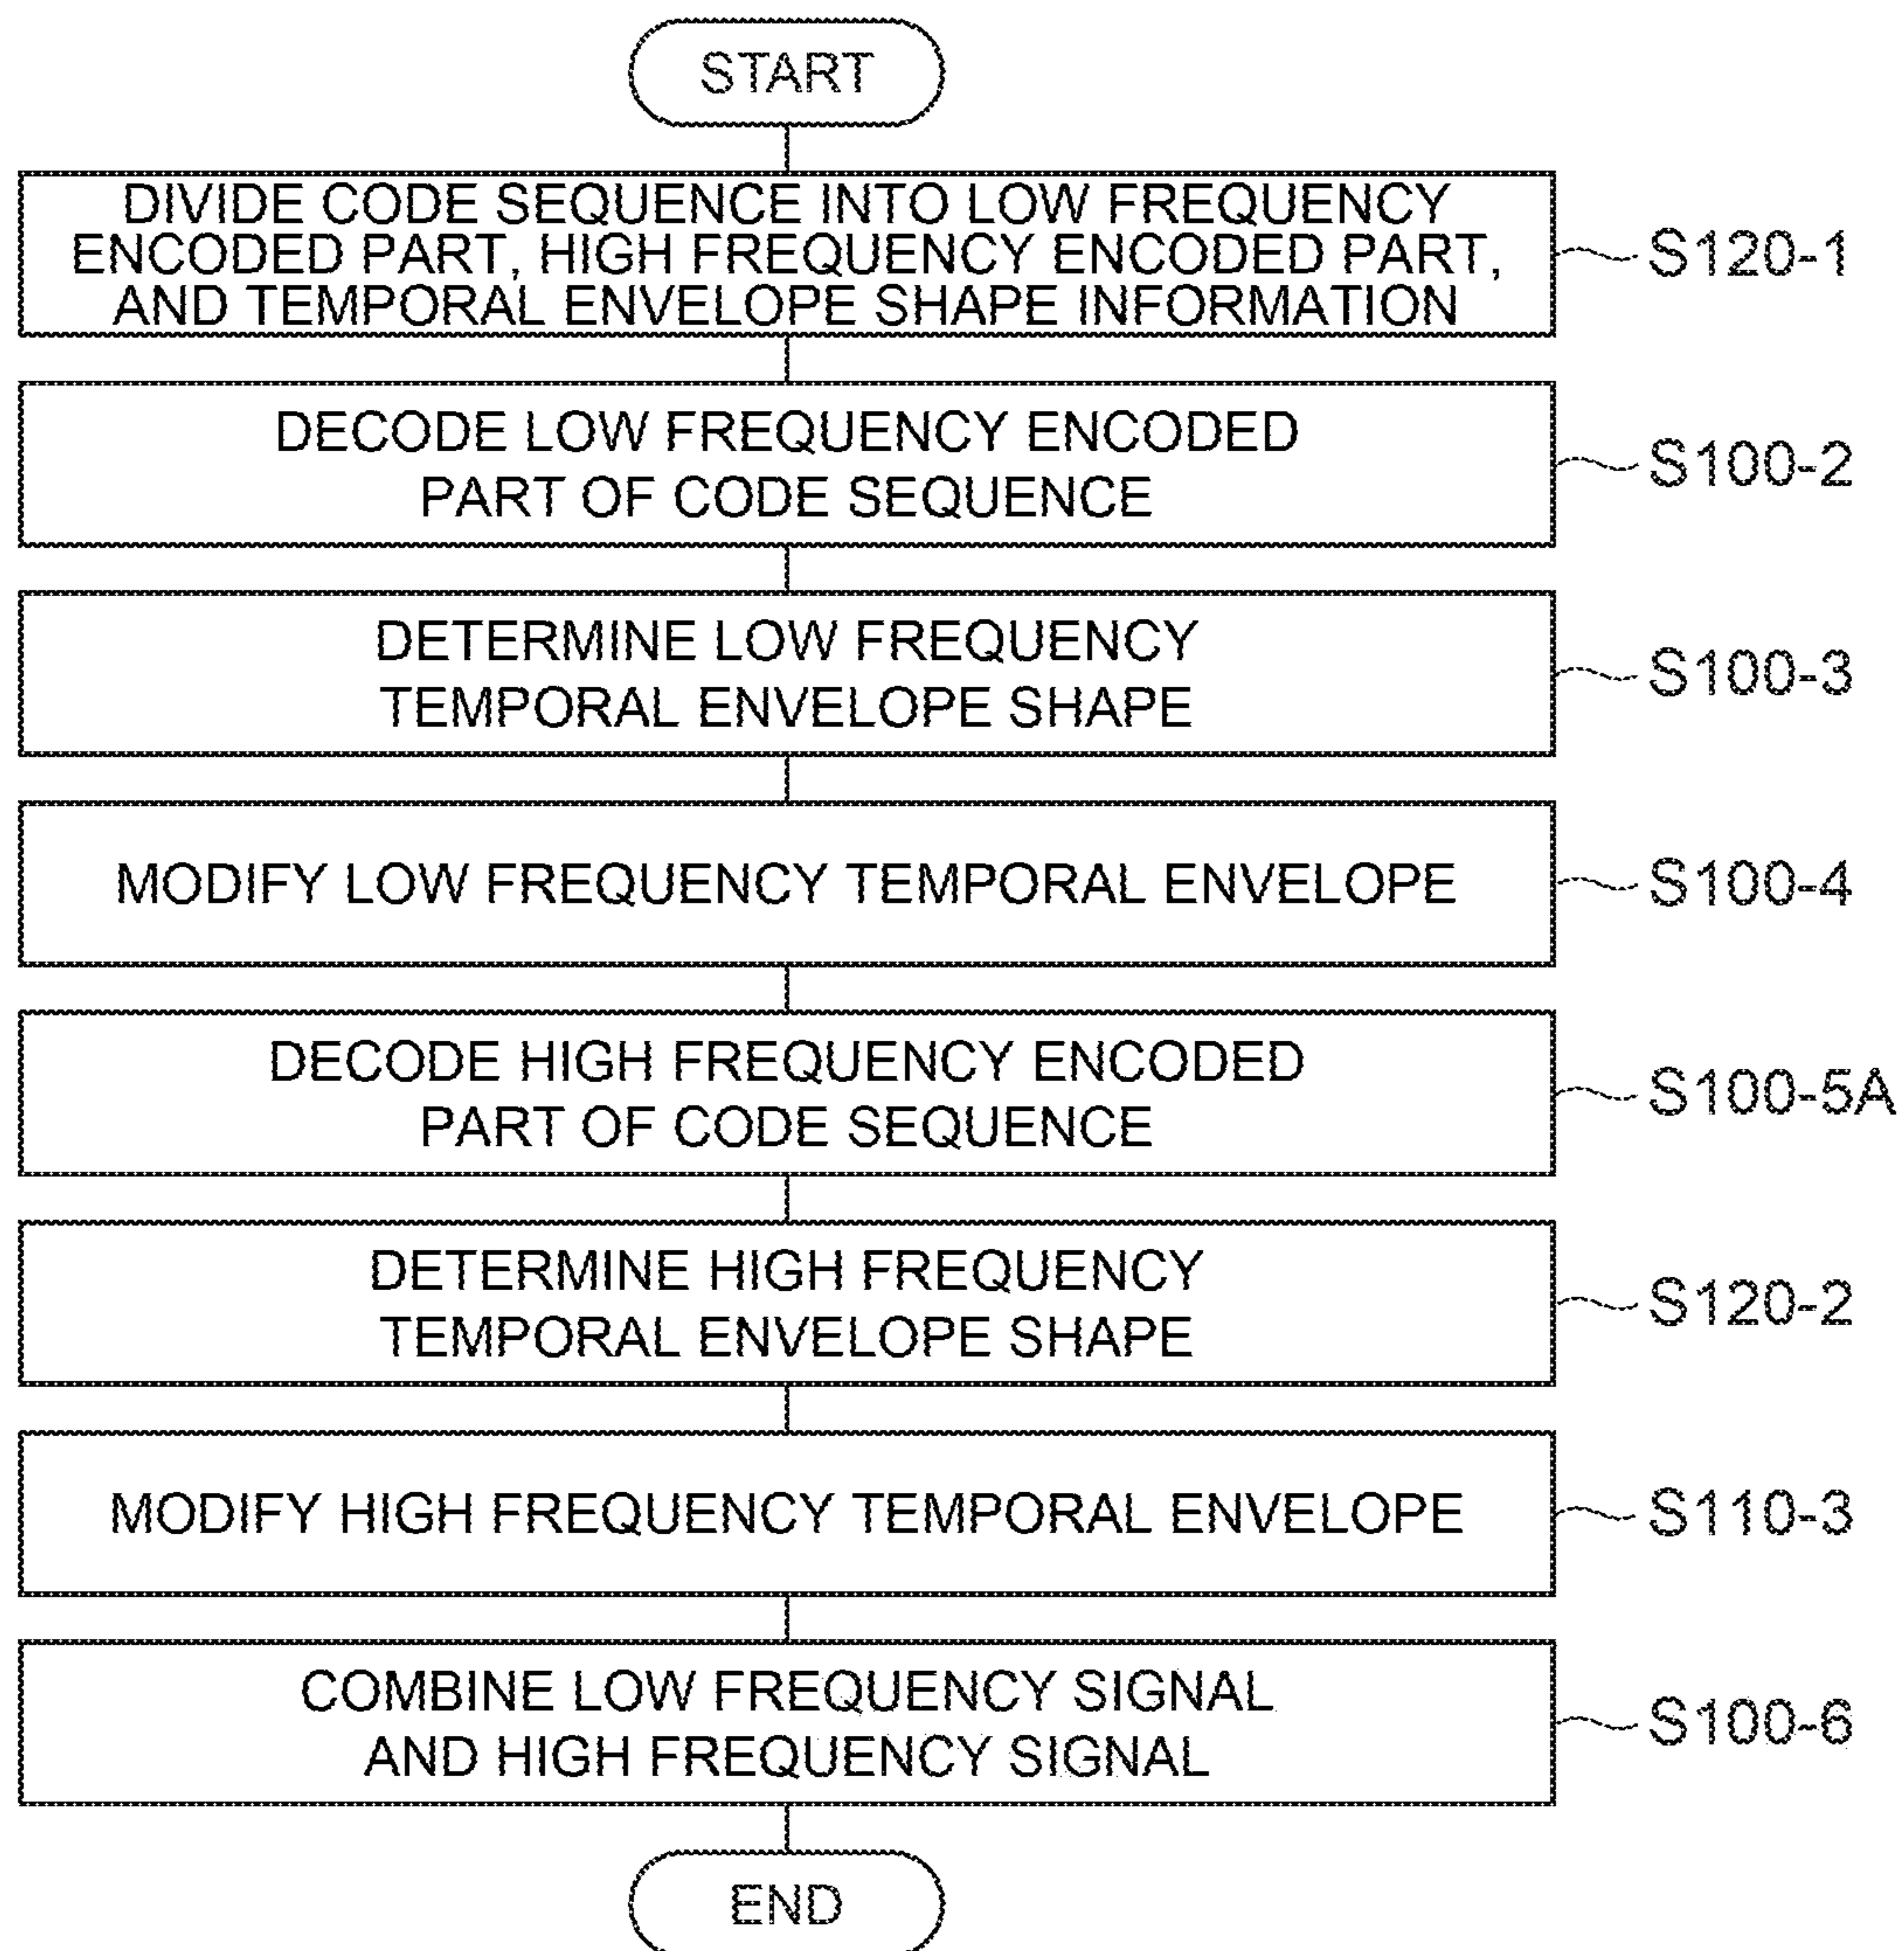 START
DIVIDE CODE SEQUENCE INTO LOW FREQUENCY
ENCODED PART, HIGH FREQUENCY ENCODED PART,
AND TEMPORAL ENVELOPE SHAPE INFORMATION
S120-1
DECODE LOW FREQUENCY ENCODED
PART OF CODE SEQUENCE
S100-2
DETERMINE LOW FREQUENCY
TEMPORAL ENVELOPE SHAPE
S100-3
MODIFY LOW FREQUENCY TEMPORAL ENVELOPE
S100-4
DECODE HIGH FREQUENCY ENCODED
PART OF CODE SEQUENCE
S100-5A
DETERMINE HIGH FREQUENCY
TEMPORAL ENVELOPE SHAPE
S120-2
MODIFY HIGH FREQUENCY TEMPORAL ENVELOPE
S110-3
COMBINE LOW FREQUENCY SIGNAL
AND HIGH FREQUENCY SIGNAL
S100-6
END